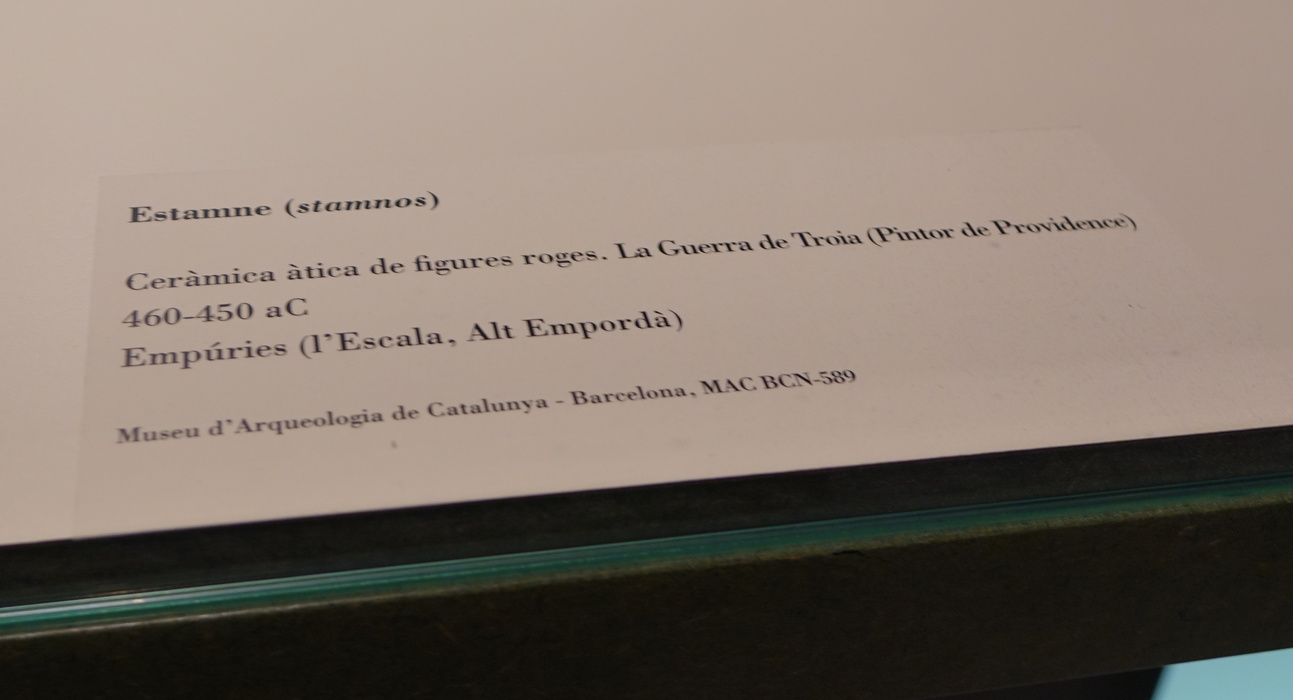 Estamne (stamnos)
Ceràmica àtica de figures roges. La Guerra de Troia (Pintor de Providence)
460-450 aC
Empúries (l'Escala, Alt Empordà)
Museu d'Arqueologia de Catalunya - Barcelona, MAC BCN-589